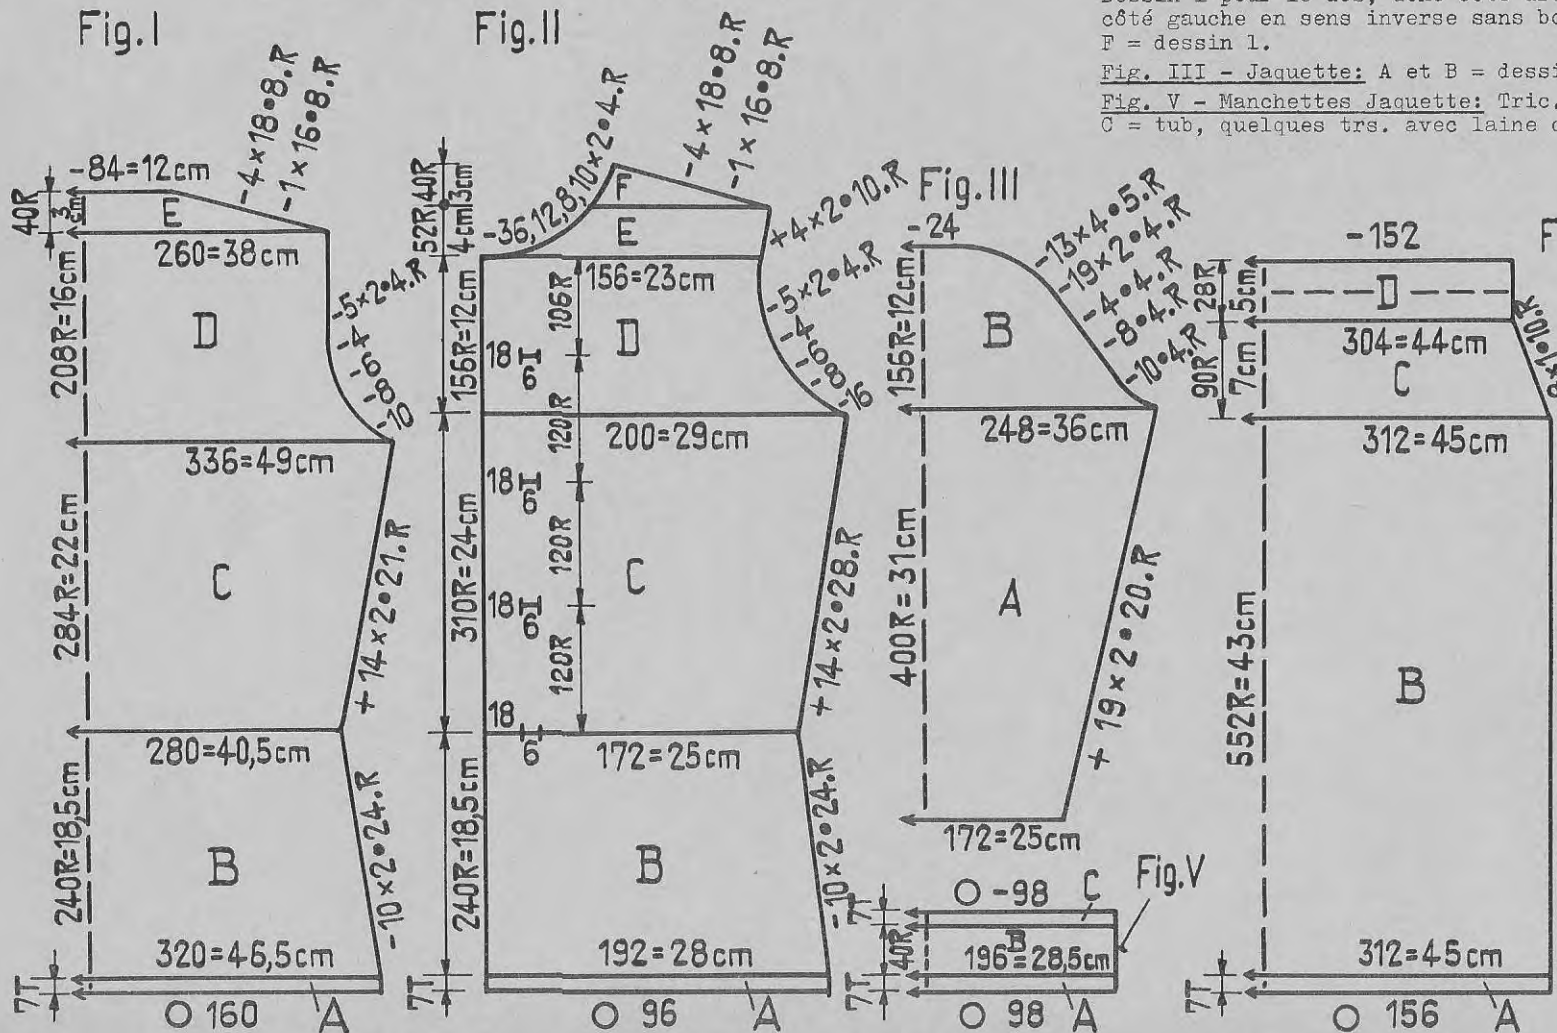 côté gauche en sens inverse sans
F = dessin 1.
Fig. III - Jaquette: A et B =
Fig. V - Manchettes Jaquette: Tric.
C = tub, quelques trs. avec laine
Fig.I
-84=12cm
-4×18•8.R
-1×16•8.R
40R
3cm
E
260=38cm
208R=16cm
D
-5×2•4.R
-4
-6
-8
-10
336=49cm
284R=22cm
C
+14×2•21.R
280=40,5cm
240R=18,5cm
B
-10×2•24.R
320=46,5cm
7T
O 160
A
Fig.II
-4×18•8.R
-1×16•8.R
-36,12,8,10×2•4.R
40R
3cm
F
52R
4cm
E
+4×2•10.R
156=23cm
156R=12cm
106R
D
-5×2•4.R
-4
-6
-8
-16
18
6
120R
200=29cm
18
6
310R=24cm
120R
C
+14×2•28.R
18
6
120R
18
6
172=25cm
240R=18,5cm
B
-10×2•24.R
192=28cm
7T
O 96
A
Fig.III
-24
-13×4•5.R
-19×2•4.R
-4•4.R
-8•4.R
-10•4.R
156R=12cm
B
248=36cm
400R=31cm
A
+19×2•20.R
172=25cm
Fig.V
O -98
C
7T
40R
B
196=28,5cm
7T
O 98
A
-152
28R
5cm
D
304=44cm
90R
7cm
C
312=45cm
552R=43cm
B
312=45cm
7T
O 156
A